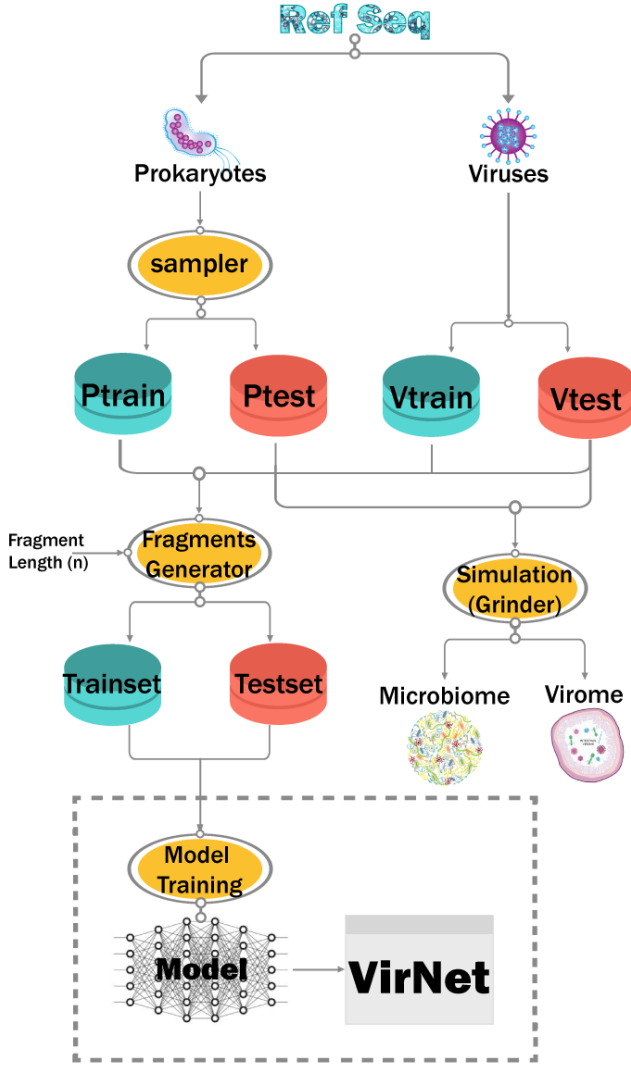 Ref Seq
Prokaryotes
Viruses
sampler
Ptrain
Ptest
Vtrain
Vtest
Fragment
Length (n)
Fragments
Generator
Simulation
(Grinder)
Trainset
Testset
Microbiome
Virome
Model
Training
Model
VirNet